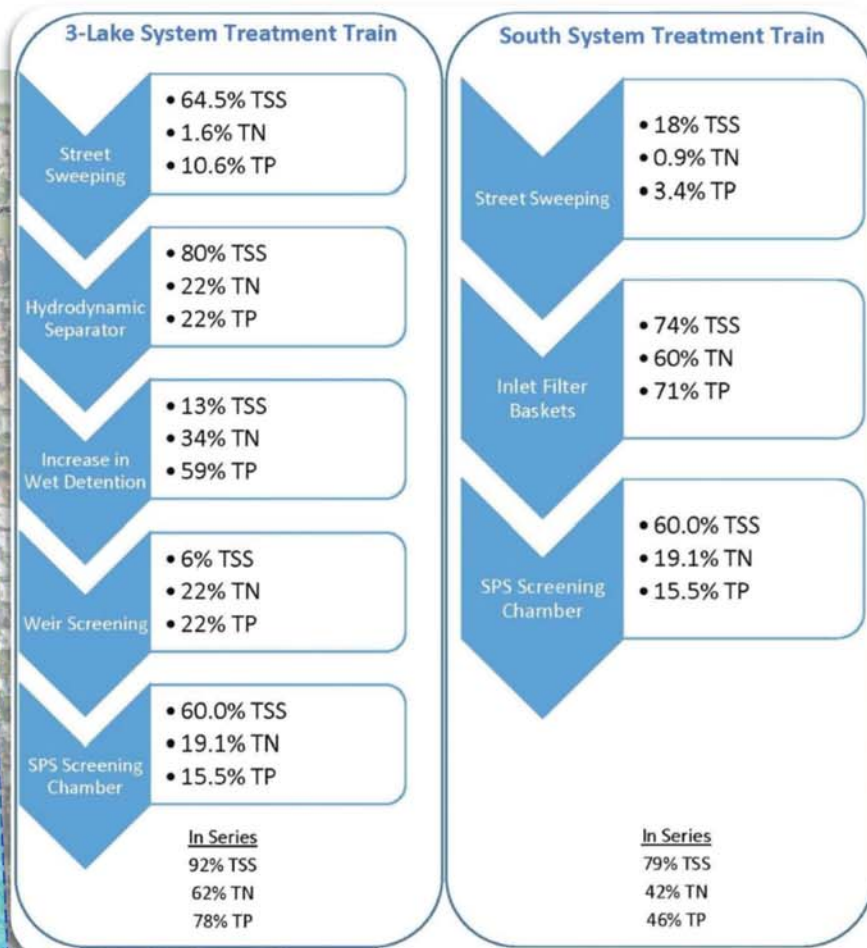 3-Lake System Treatment Train
Street
Sweeping
• 64.5% TSS
• 1.6% TN
• 10.6% TP
Hydrodynamic
Separator
• 80% TSS
• 22% TN
• 22% TP
Increase in
Wet Detention
• 13% TSS
• 34% TN
• 59% TP
Weir Screening
• 6% TSS
• 22% TN
• 22% TP
SPS Screening
Chamber
• 60.0% TSS
• 19.1% TN
• 15.5% TP
In Series
92% TSS
62% TN
78% TP
South System Treatment Train
Street Sweeping
• 18% TSS
• 0.9% TN
• 3.4% TP
Inlet Filter
Baskets
• 74% TSS
• 60% TN
• 71% TP
SPS Screening
Chamber
• 60.0% TSS
• 19.1% TN
• 15.5% TP
In Series
79% TSS
42% TN
46% TP